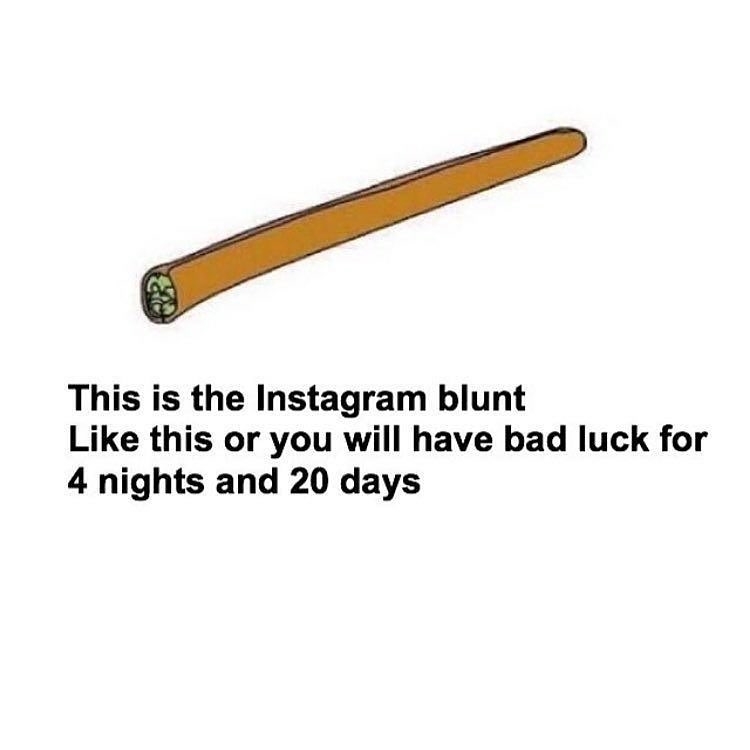 This is the Instagram blunt
Like this or you will have bad luck for
4 nights and 20 days